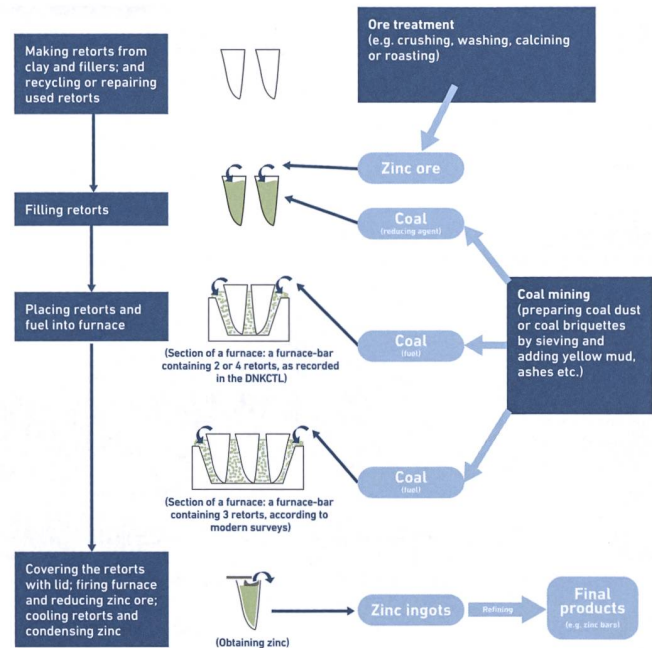 Making retorts from
clay and fillers; and
recycling or repairing
used retorts
Ore treatment
(e.g. crushing, washing, calcining
or roasting)
Zinc ore
Filling retorts
Coal
(reducing agent)
Placing retorts and
fuel into furnace
Coal mining
(preparing coal dust
or coal briquettes
by sieving and
adding yellow mud,
ashes etc.)
Coal
(fuel)
(Section of a furnace: a furnace-bar
containing 2 or 4 retorts, as recorded
in the DNKCTL)
Coal
(fuel)
(Section of a furnace: a furnace-bar
containing 3 retorts, according to
modern surveys)
Covering the retorts
with lid; firing furnace
and reducing zinc ore;
cooling retorts and
condensing zinc
(Obtaining zinc)
Zinc ingots
Refining
Final
products
(e.g. zinc bars)